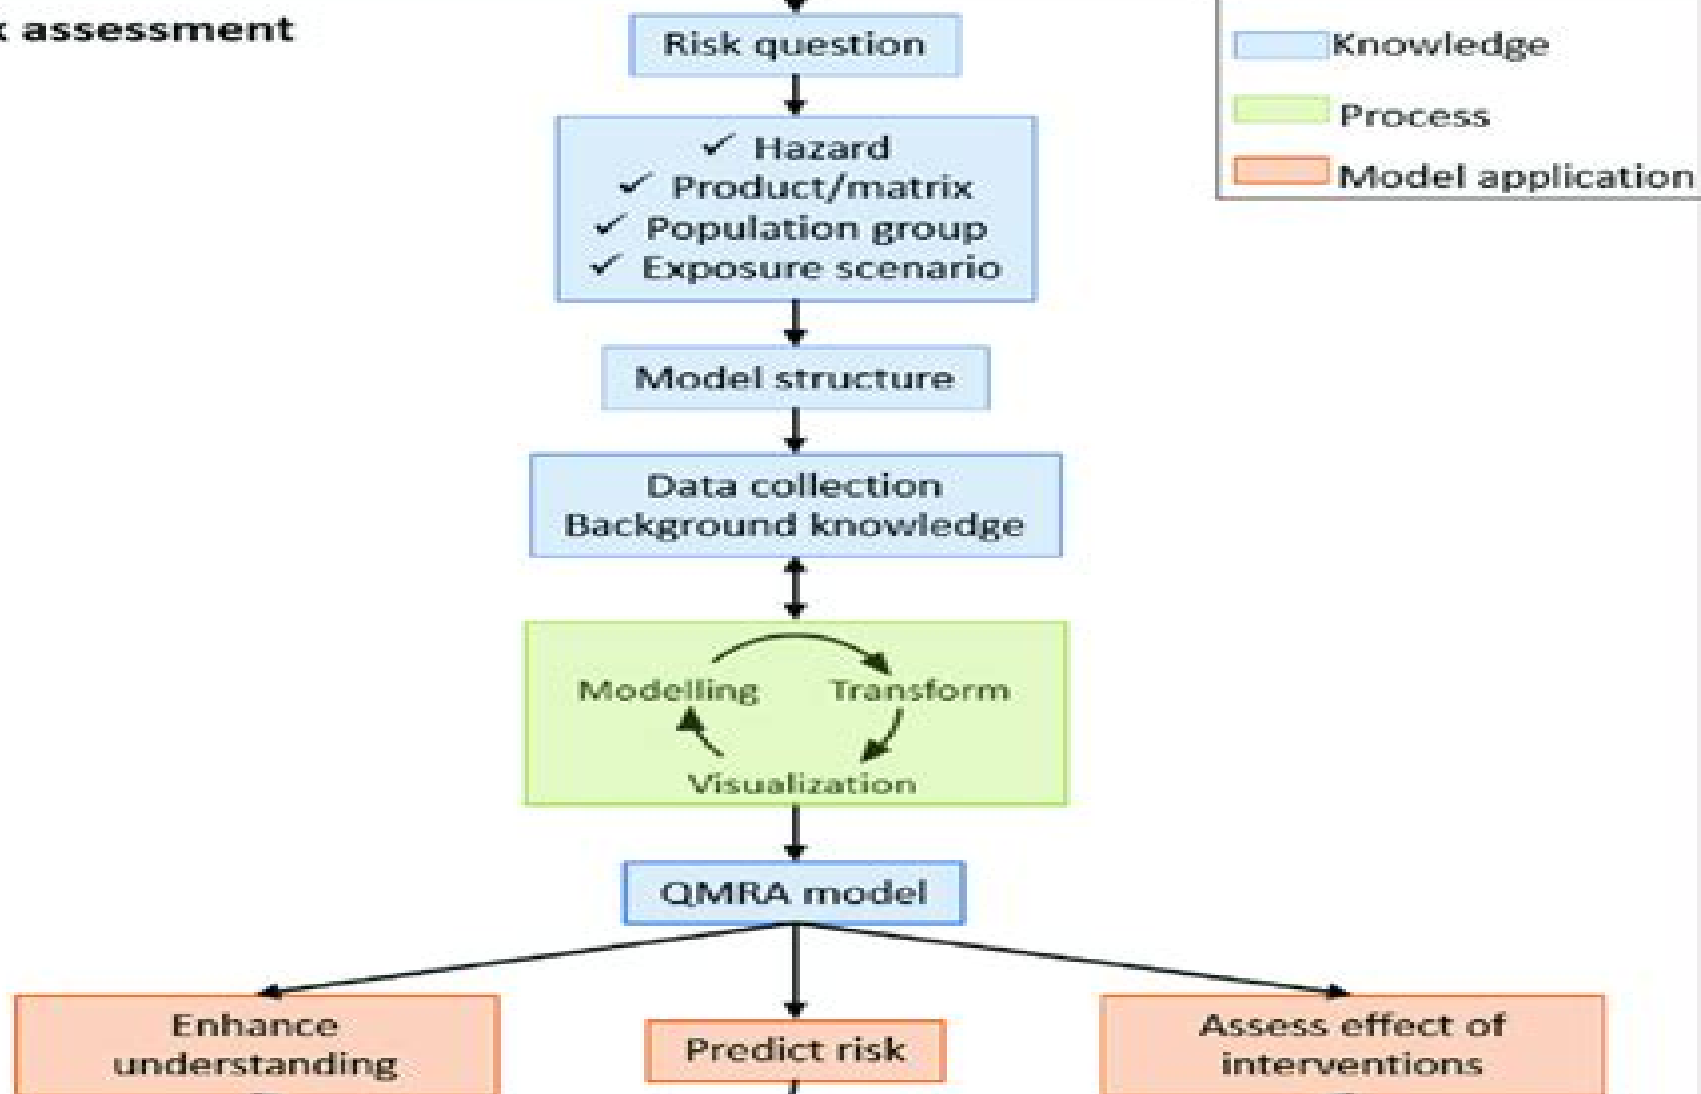 assessment
Risk question
Knowledge
Process
Model application
✓ Hazard
✓ Product/matrix
✓ Population group
✓ Exposure scenario
Model structure
Data collection
Background knowledge
Modelling
Transform
Visualization
QMRA model
Enhance
understanding
Predict risk
Assess effect of
interventions